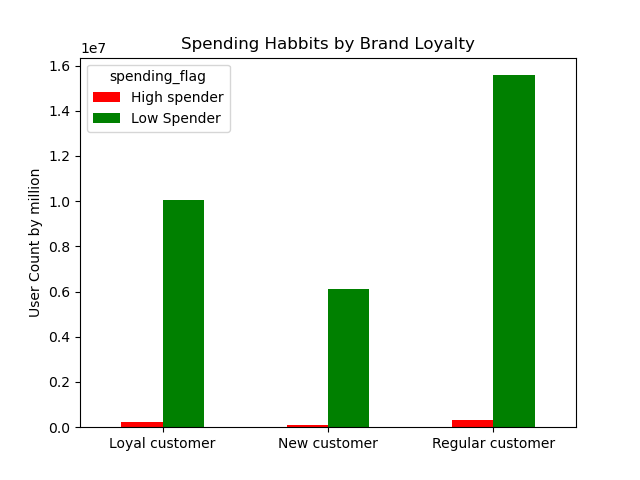 Spending Habbits by Brand Loyalty
1e7
spending_flag
High spender
Low Spender
User Count by million
1.6
1.4
1.2
1.0
0.8
0.6
0.4
0.2
0.0
Loyal customer
New customer
Regular customer